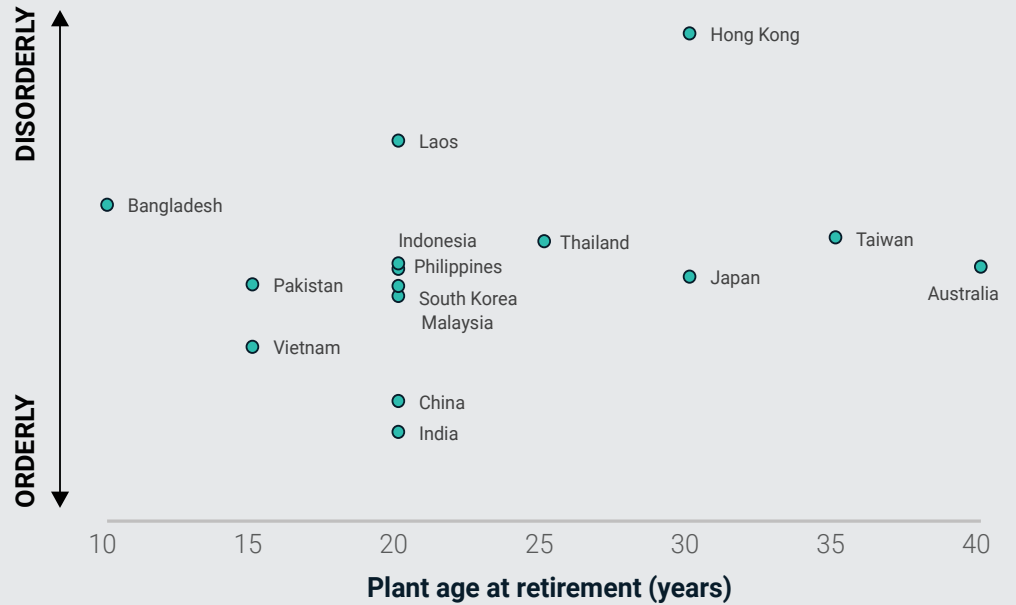 DISORDERLY
ORDERLY
Hong Kong
Laos
Bangladesh
Indonesia
Thailand
Taiwan
Philippines
Pakistan
Japan
Australia
South Korea
Malaysia
Vietnam
China
India
10 15 20 25 30 35 40
Plant age at retirement (years)